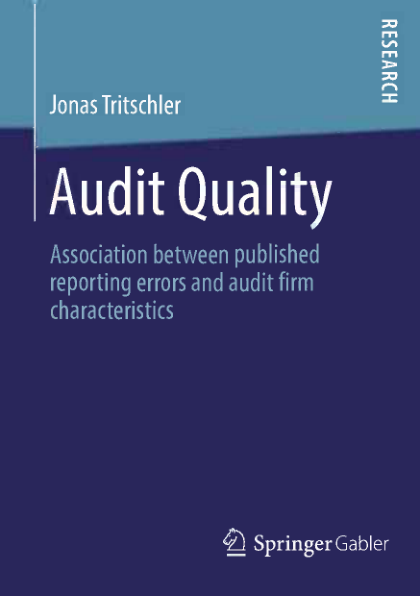 RESEARCH
Jonas Tritschler
Audit Quality
Association between published
reporting errors and audit firm
characteristics
Springer Gabler